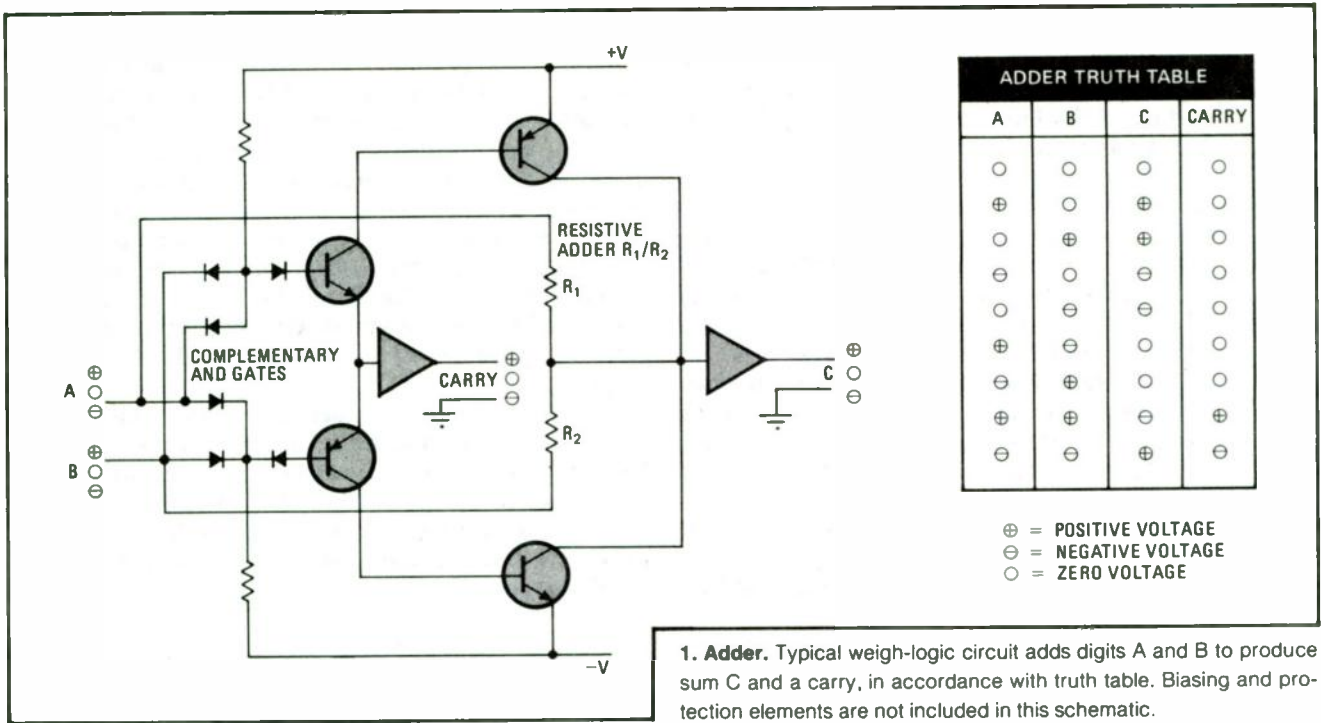 +V
RESISTIVE
ADDER R₁/R₂
R₁
COMPLEMENTARY
AND GATES
A ⊕ ○ ⊖
B ⊕ ○ ⊖
CARRY ⊕ ○ ⊖
R₂
C ⊕ ○ ⊖
−V
ADDER TRUTH TABLE
A B C CARRY
○ ○ ○ ○
⊕ ○ ⊕ ○
○ ⊕ ⊕ ○
⊖ ○ ⊖ ○
○ ⊖ ⊖ ○
⊕ ⊖ ○ ○
⊖ ⊕ ○ ○
⊕ ⊕ ⊖ ⊕
⊖ ⊖ ⊕ ⊖
⊕ = POSITIVE VOLTAGE
⊖ = NEGATIVE VOLTAGE
○ = ZERO VOLTAGE
1. Adder. Typical weigh-logic circuit adds digits A and B to produce
sum C and a carry, in accordance with truth table. Biasing and pro-
tection elements are not included in this schematic.